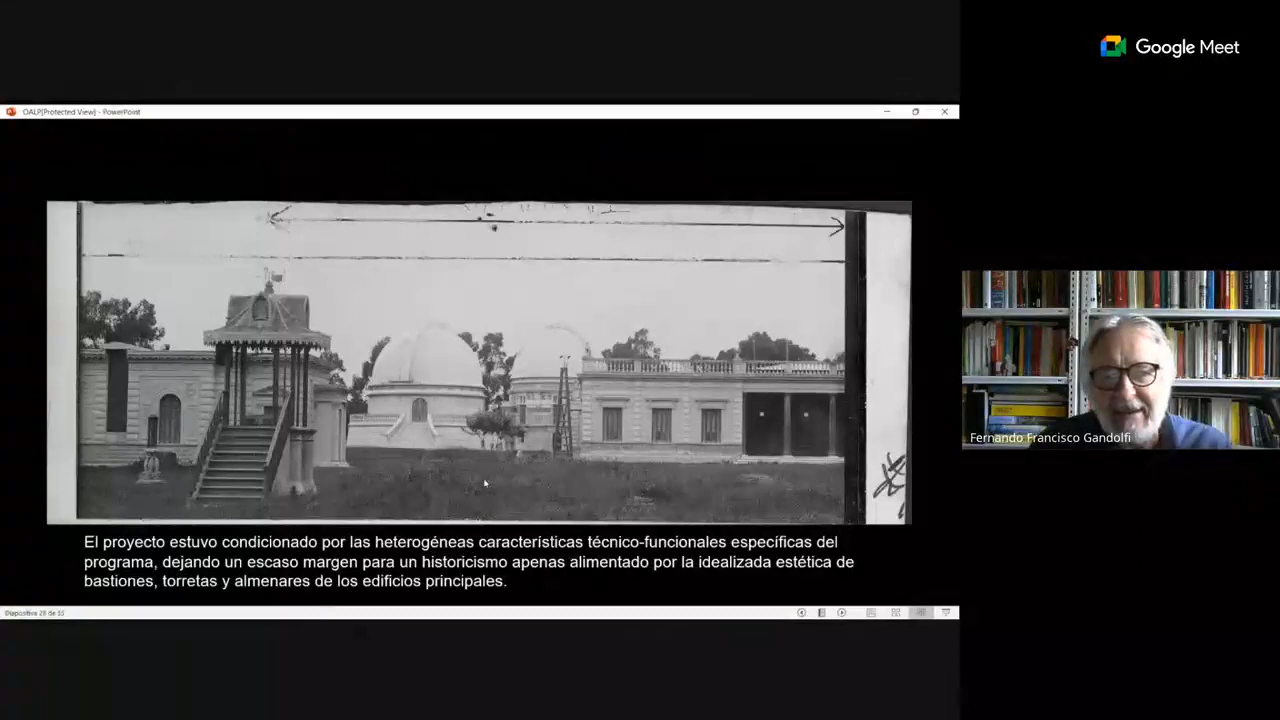 Google Meet
OALP[Protected View] - PowerPoint
Fernando Francisco Gandolfi
El proyecto estuvo condicionado por las heterogéneas características técnico-funcionales específicas del
programa, dejando un escaso margen para un historicismo apenas alimentado por la idealizada estética de
bastiones, torretas y almenares de los edificios principales.